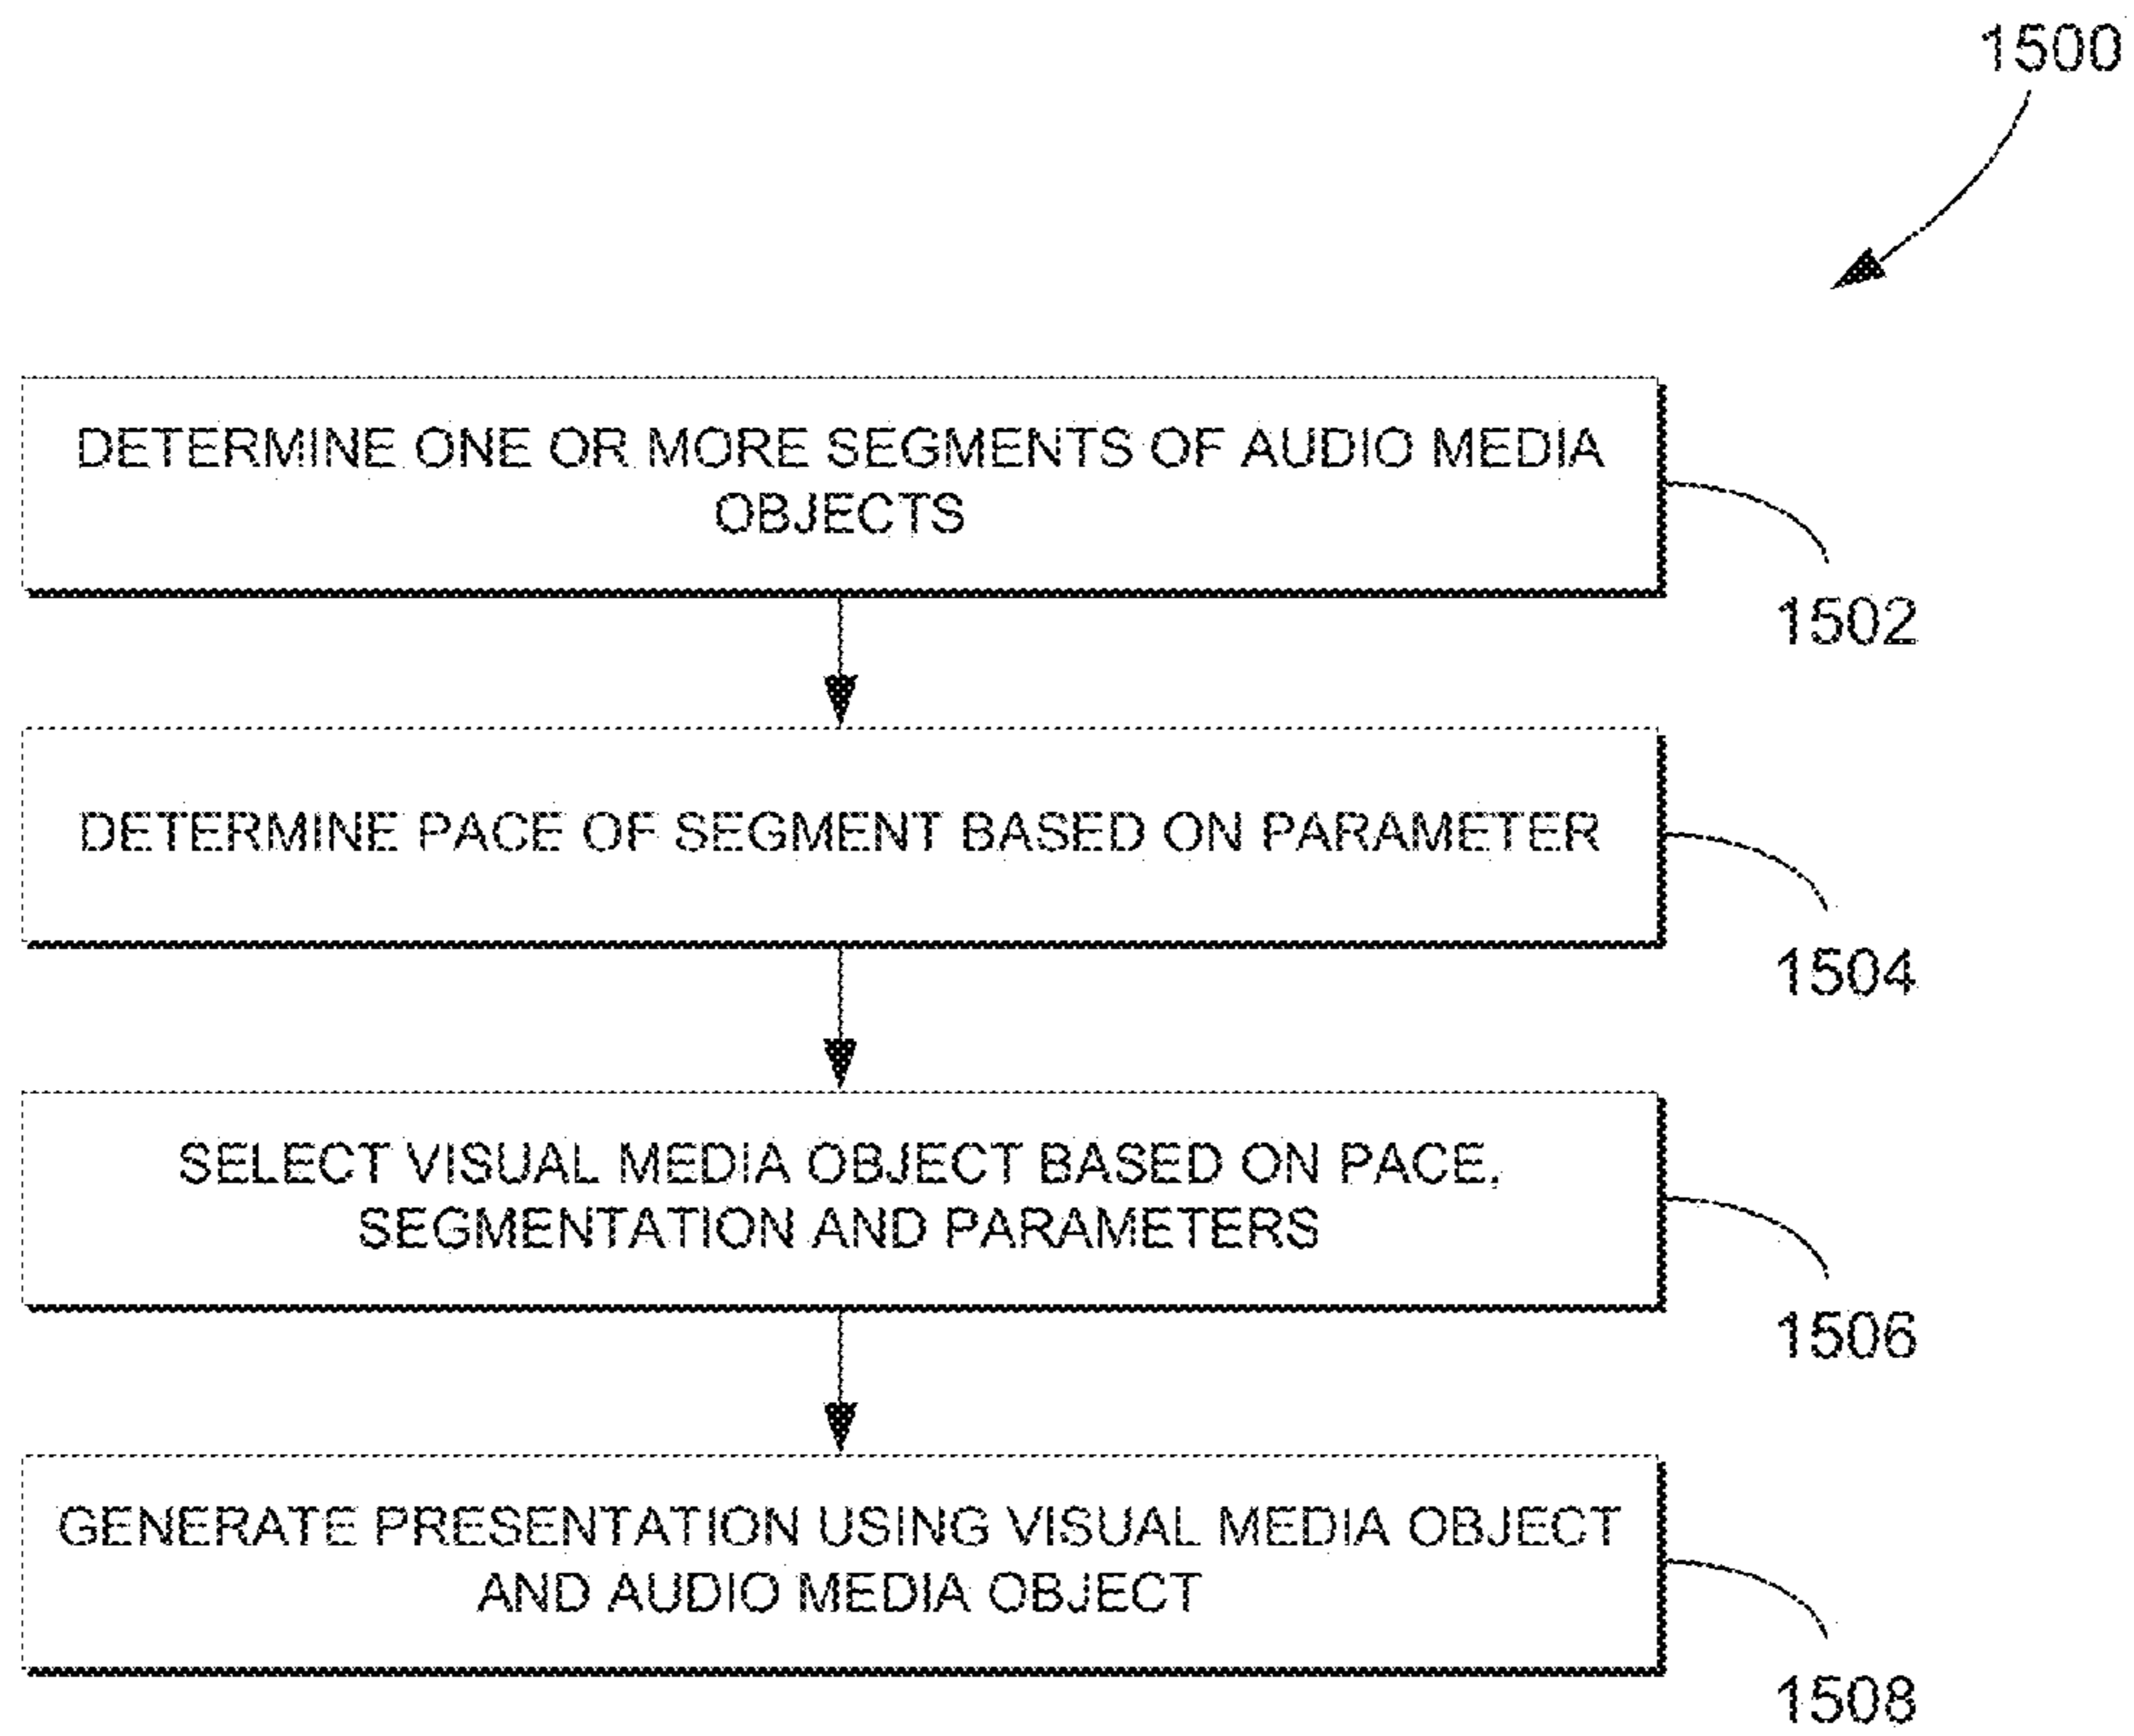 1500
DETERMINE ONE OR MORE SEGMENTS OF AUDIO MEDIA
OBJECTS
1502
DETERMINE PACE OF SEGMENT BASED ON PARAMETER
1504
SELECT VISUAL MEDIA OBJECT BASED ON PACE,
SEGMENTATION AND PARAMETERS
1506
GENERATE PRESENTATION USING VISUAL MEDIA OBJECT
AND AUDIO MEDIA OBJECT
1508